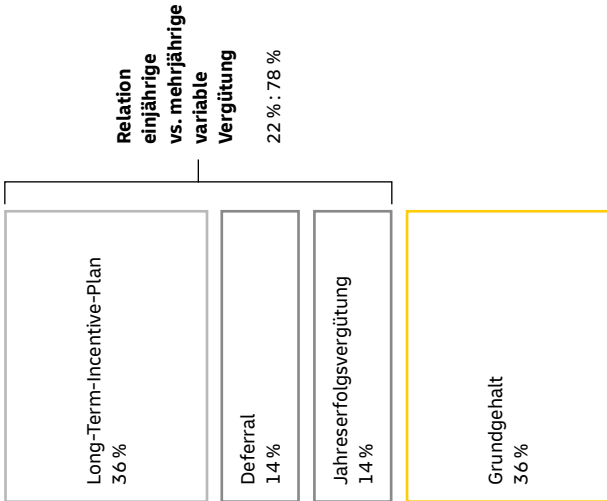 Relation
einjährige
vs. mehrjährige
variable
Vergütung
22 % : 78 %
Long-Term-Incentive-Plan
36 %
Deferral
14 %
Jahreserfolgsvergütung
14 %
Grundgehalt
36 %